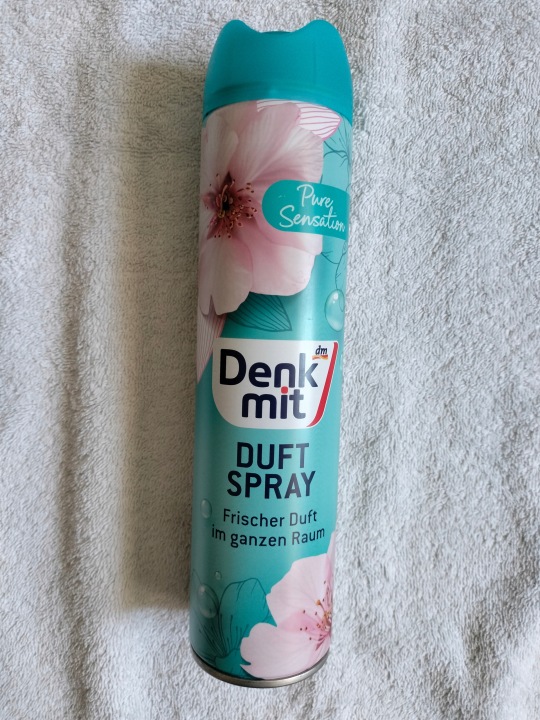 Pure
Sensation
dm
Denk
mit
DUFT
SPRAY
Frischer Duft
im ganzen Raum